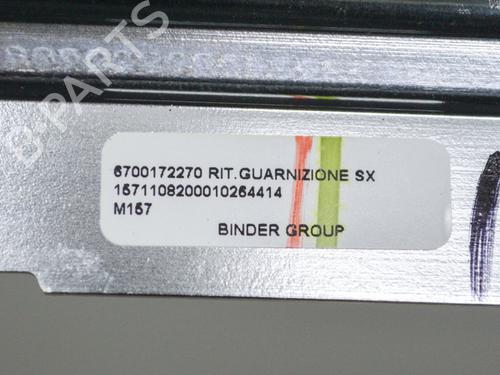 B-PARTS
6700172270 RIT.GUARNIZIONE SX
1571108200010264414
M157
BINDER GROUP